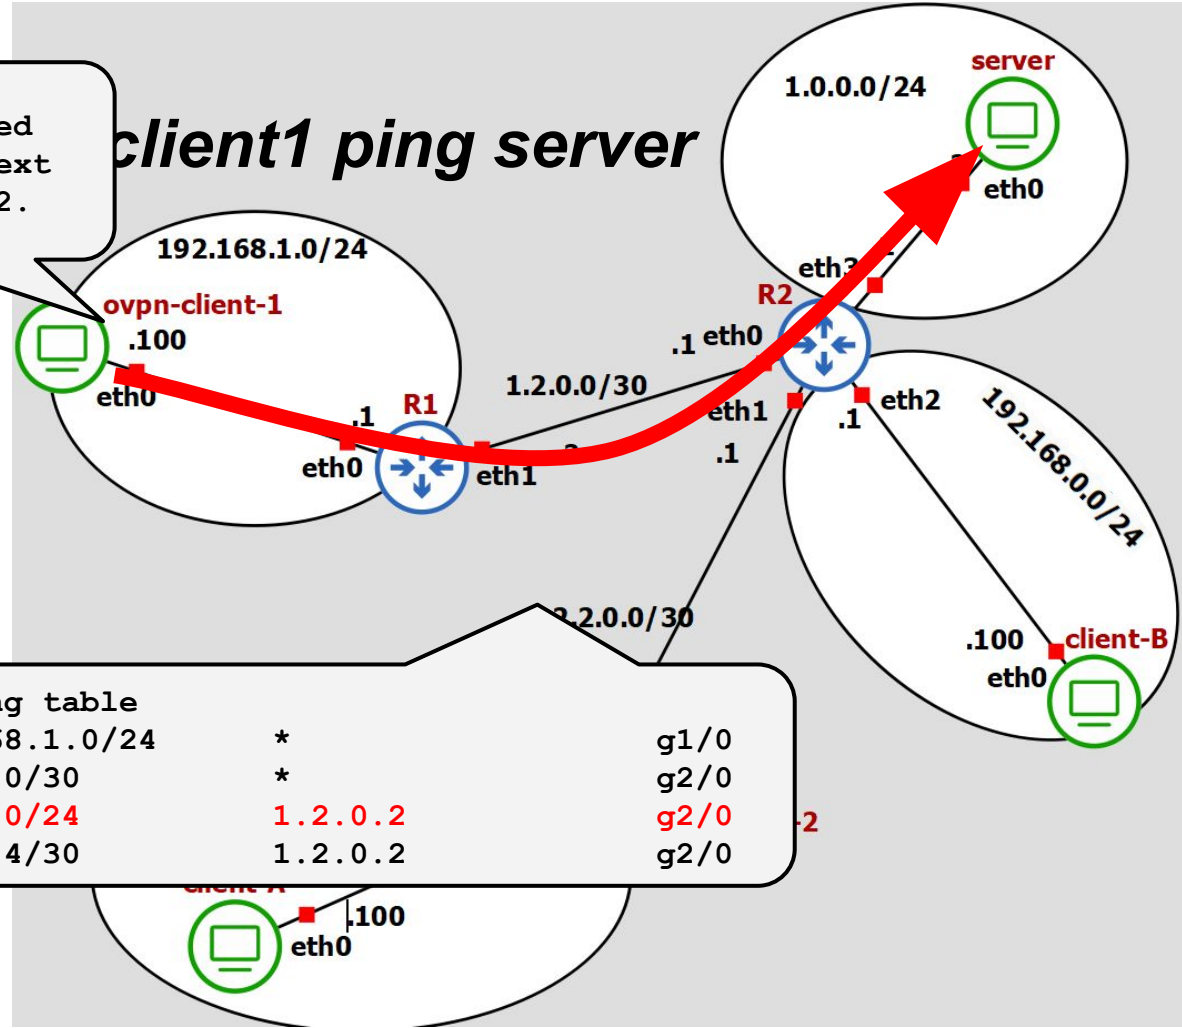 server
1.0.0.0/24
client1 ping server
eth0
192.168.1.0/24
eth3
R2
ovpn-client-1
.100
eth0
.1 eth0
1.2.0.0/30
eth1
.1
eth2
.1
192.168.0.0/24
.1
R1
eth0
eth1
2.2.0.0/30
.100
client-B
eth0
table
.1.0/24 * g1/0
0/30 * g2/0
0/24 1.2.0.2 g2/0
4/30 1.2.0.2 g2/0
-2
.100
eth0